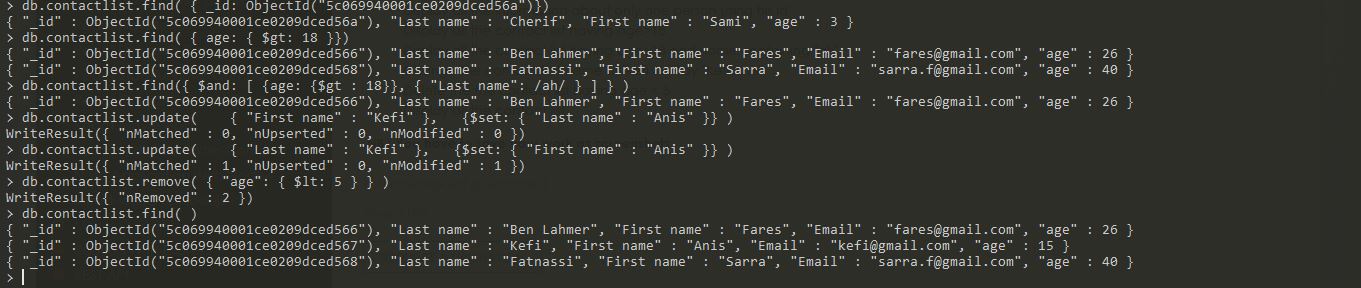 > db.contactlist.find( { _id: ObjectId("5c069940001ce0209dced56a")})
{ "_id" : ObjectId("5c069940001ce0209dced56a"), "Last name" : "Cherif", "First name" : "Sami", "age" : 3 }
> db.contactlist.find( { age: { $gt: 18 }})
{ "_id" : ObjectId("5c069940001ce0209dced566"), "Last name" : "Ben Lahmer", "First name" : "Fares", "Email" : "fares@gmail.com", "age" : 26 }
{ "_id" : ObjectId("5c069940001ce0209dced568"), "Last name" : "Fatnassi", "First name" : "Sarra", "Email" : "sarra.f@gmail.com", "age" : 40 }
> db.contactlist.find({ $and: [ {age: {$gt : 18}}, { "Last name": /ah/ } ] } )
{ "_id" : ObjectId("5c069940001ce0209dced566"), "Last name" : "Ben Lahmer", "First name" : "Fares", "Email" : "fares@gmail.com", "age" : 26 }
> db.contactlist.update(    { "First name" : "Kefi" },   {$set: { "Last name" : "Anis" }} )
WriteResult({ "nMatched" : 0, "nUpserted" : 0, "nModified" : 0 })
> db.contactlist.update(    { "Last name" : "Kefi" },   {$set: { "First name" : "Anis" }} )
WriteResult({ "nMatched" : 1, "nUpserted" : 0, "nModified" : 1 })
> db.contactlist.remove( { "age": { $lt: 5 } } )
WriteResult({ "nRemoved" : 2 })
> db.contactlist.find( )
{ "_id" : ObjectId("5c069940001ce0209dced566"), "Last name" : "Ben Lahmer", "First name" : "Fares", "Email" : "fares@gmail.com", "age" : 26 }
{ "_id" : ObjectId("5c069940001ce0209dced567"), "Last name" : "Kefi", "First name" : "Anis", "Email" : "kefi@gmail.com", "age" : 15 }
{ "_id" : ObjectId("5c069940001ce0209dced568"), "Last name" : "Fatnassi", "First name" : "Sarra", "Email" : "sarra.f@gmail.com", "age" : 40 }
>